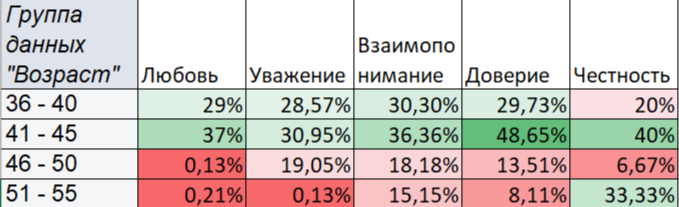 Группа
данных
"Возраст" Любовь Уважение Взаимопо
нимание Доверие Честность
36 - 40 29% 28,57% 30,30% 29,73% 20%
41 - 45 37% 30,95% 36,36% 48,65% 40%
46 - 50 0,13% 19,05% 18,18% 13,51% 6,67%
51 - 55 0,21% 0,13% 15,15% 8,11% 33,33%